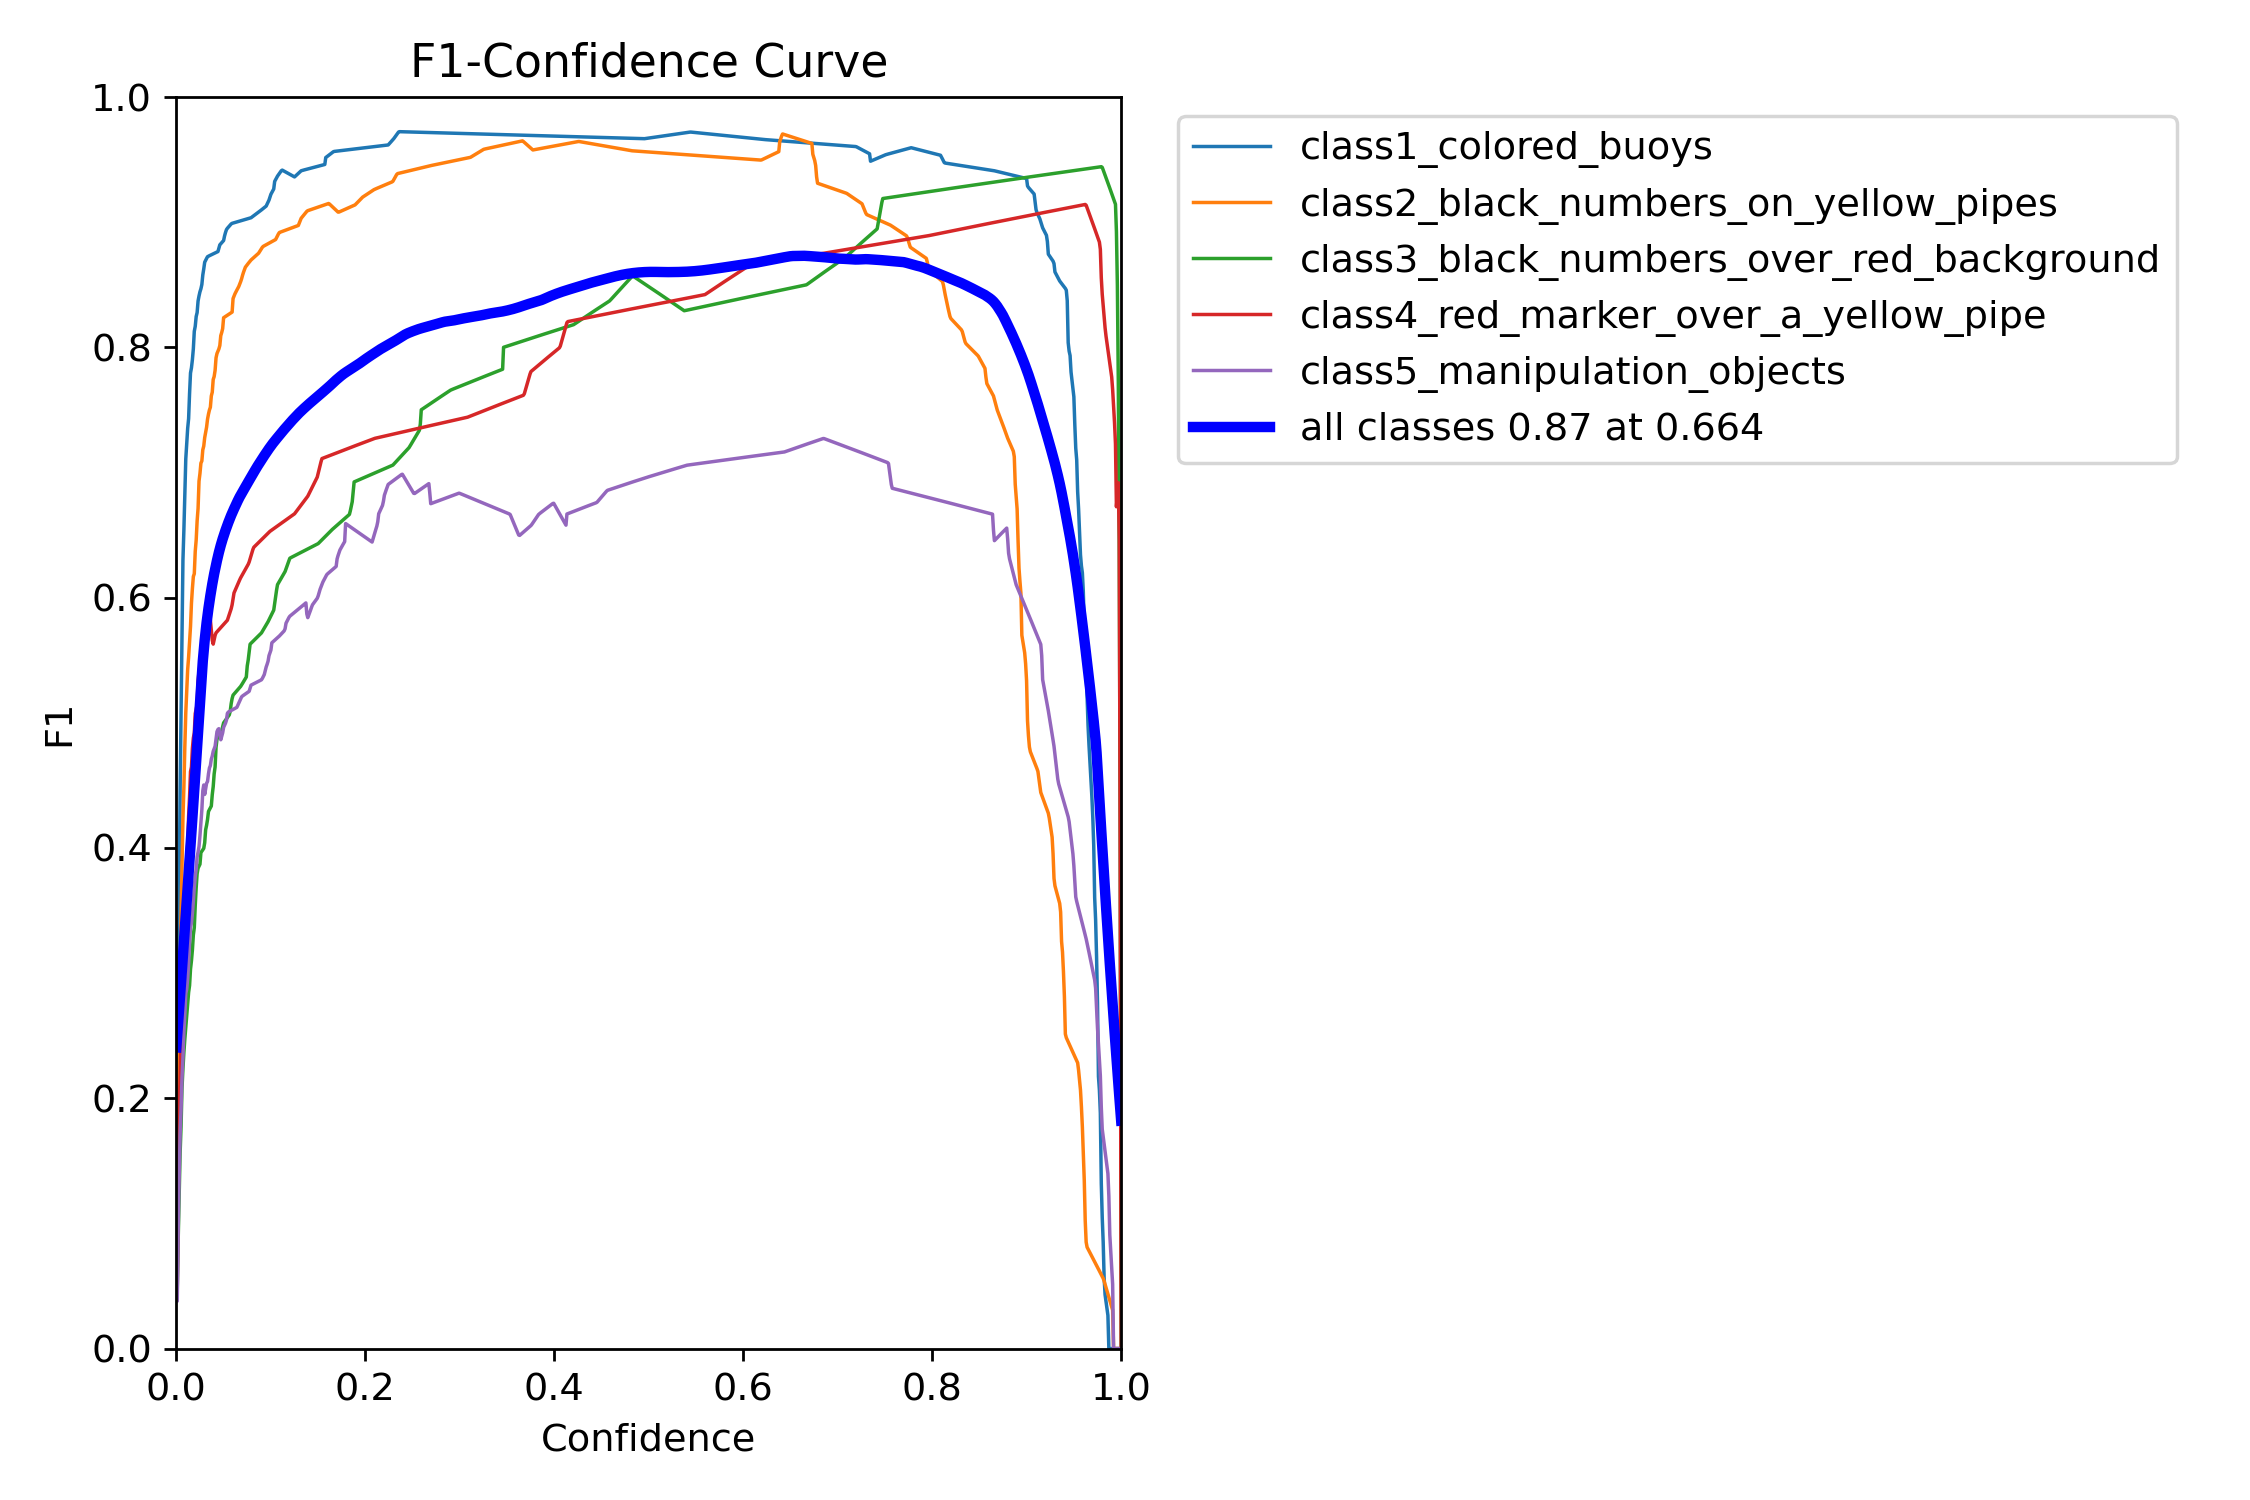 F1-Confidence Curve
1.0
0.8
0.6
0.4
0.2
0.0
F1
0.0 0.2 0.4 0.6 0.8 1.0
Confidence
class1_colored_buoys
class2_black_numbers_on_yellow_pipes
class3_black_numbers_over_red_background
class4_red_marker_over_a_yellow_pipe
class5_manipulation_objects
all classes 0.87 at 0.664